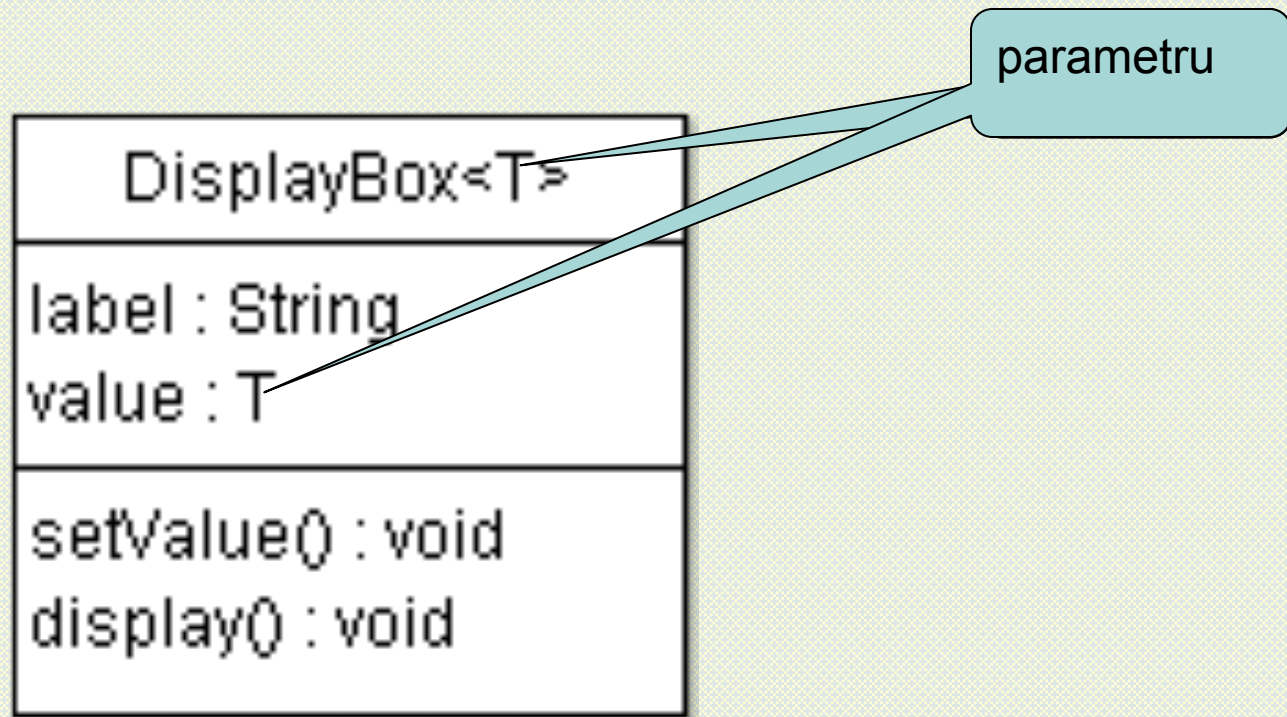 parametru
DisplayBox<T>
label : String
value : T
setValue() : void
display() : void